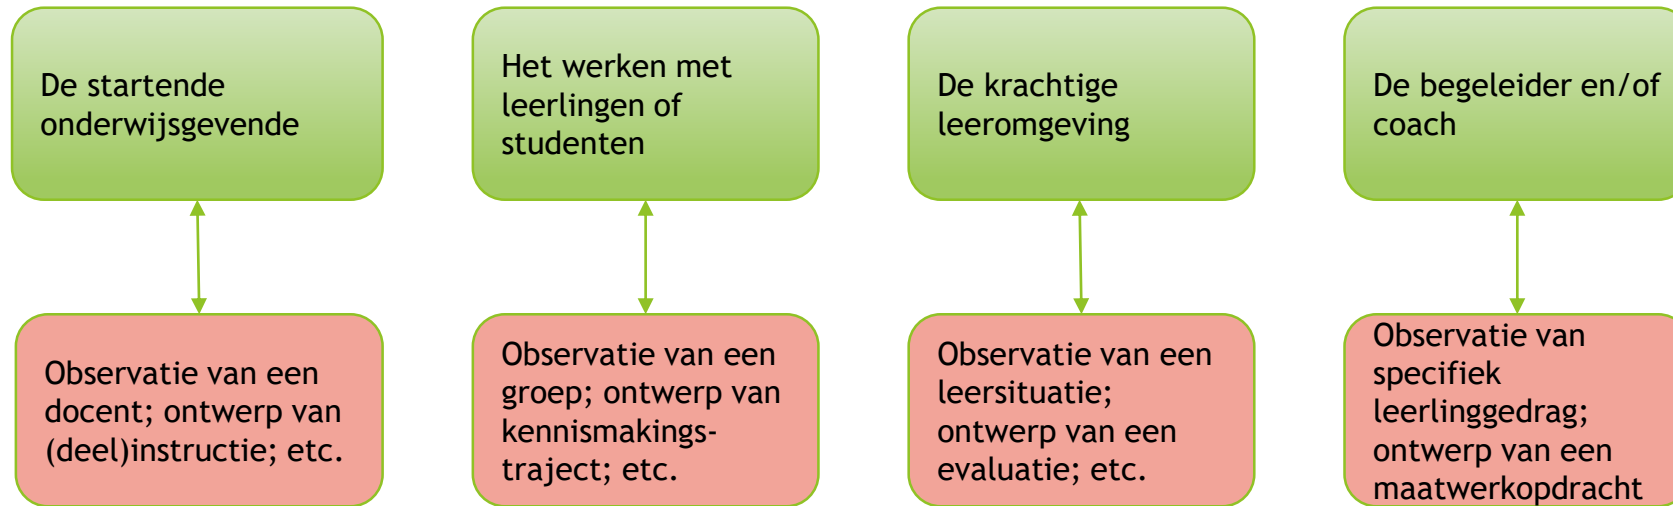 De startende
onderwijsgevende
Het werken met
leerlingen of
studenten
De krachtige
leeromgeving
De begeleider en/of
coach
Observatie van een
docent; ontwerp van
(deel)instructie; etc.
Observatie van een
groep; ontwerp van
kennismakings-
traject; etc.
Observatie van een
leersituatie;
ontwerp van een
evaluatie; etc.
Observatie van
specifiek
leerlinggedrag;
ontwerp van een
maatwerkopdracht